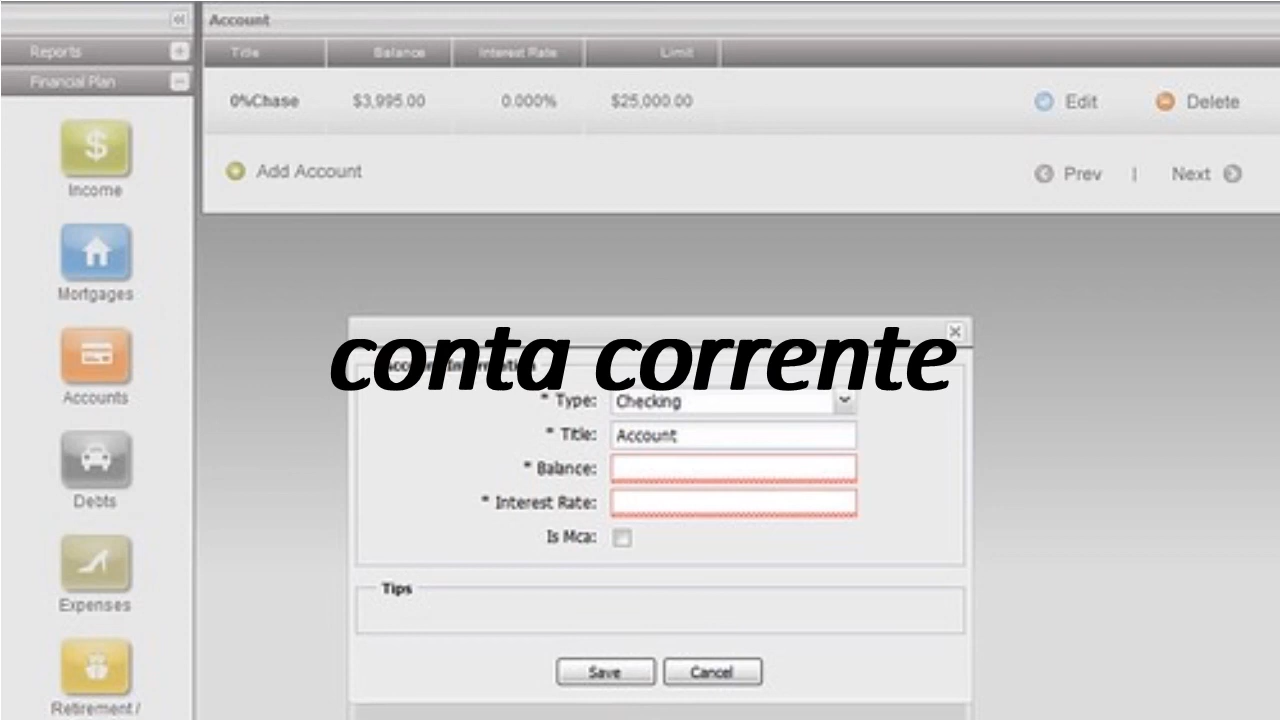 Account
Reports
Financial Plan
Title Balance Interest Rate Limit
0%Chase $3,995.00 0.000% $25,000.00 Edit Delete
Add Account Prev | Next
Income
Mortgages
Accounts
Debts
Expenses
Retirement /
conta corrente
Account Information
* Type: Checking
* Title: Account
* Balance:
* Interest Rate:
Is Mca:
Tips
Save Cancel